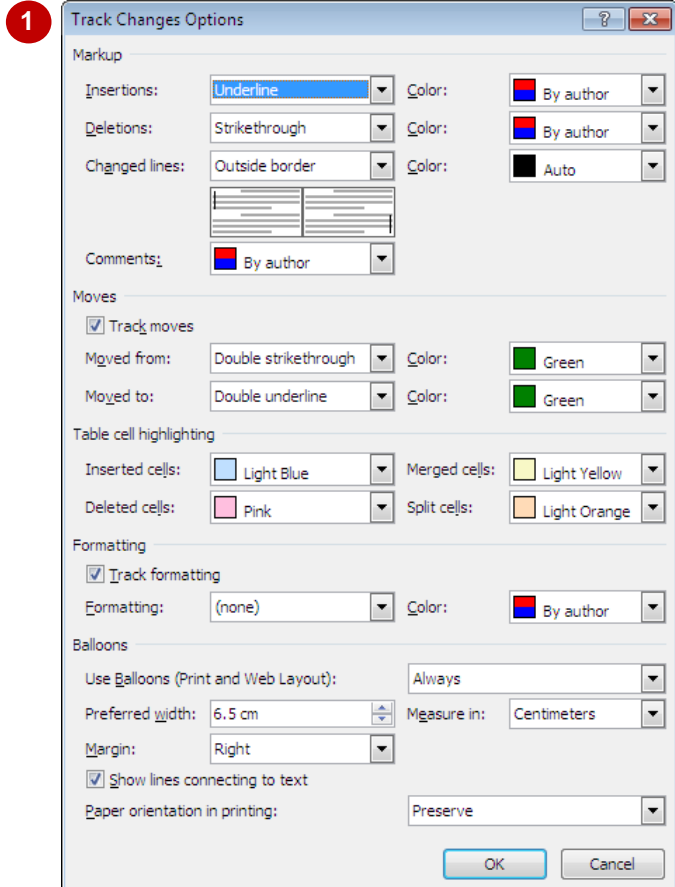 1
Track Changes Options
?
Markup
Insertions: Underline Color: By author
Deletions: Strikethrough Color: By author
Changed lines: Outside border Color: Auto
Comments: By author
Moves
Track moves
Moved from: Double strikethrough Color: Green
Moved to: Double underline Color: Green
Table cell highlighting
Inserted cells: Light Blue Merged cells: Light Yellow
Deleted cells: Pink Split cells: Light Orange
Formatting
Track formatting
Formatting: (none) Color: By author
Balloons
Use Balloons (Print and Web Layout): Always
Preferred width: 6.5 cm Measure in: Centimeters
Margin: Right
Show lines connecting to text
Paper orientation in printing: Preserve
OK Cancel